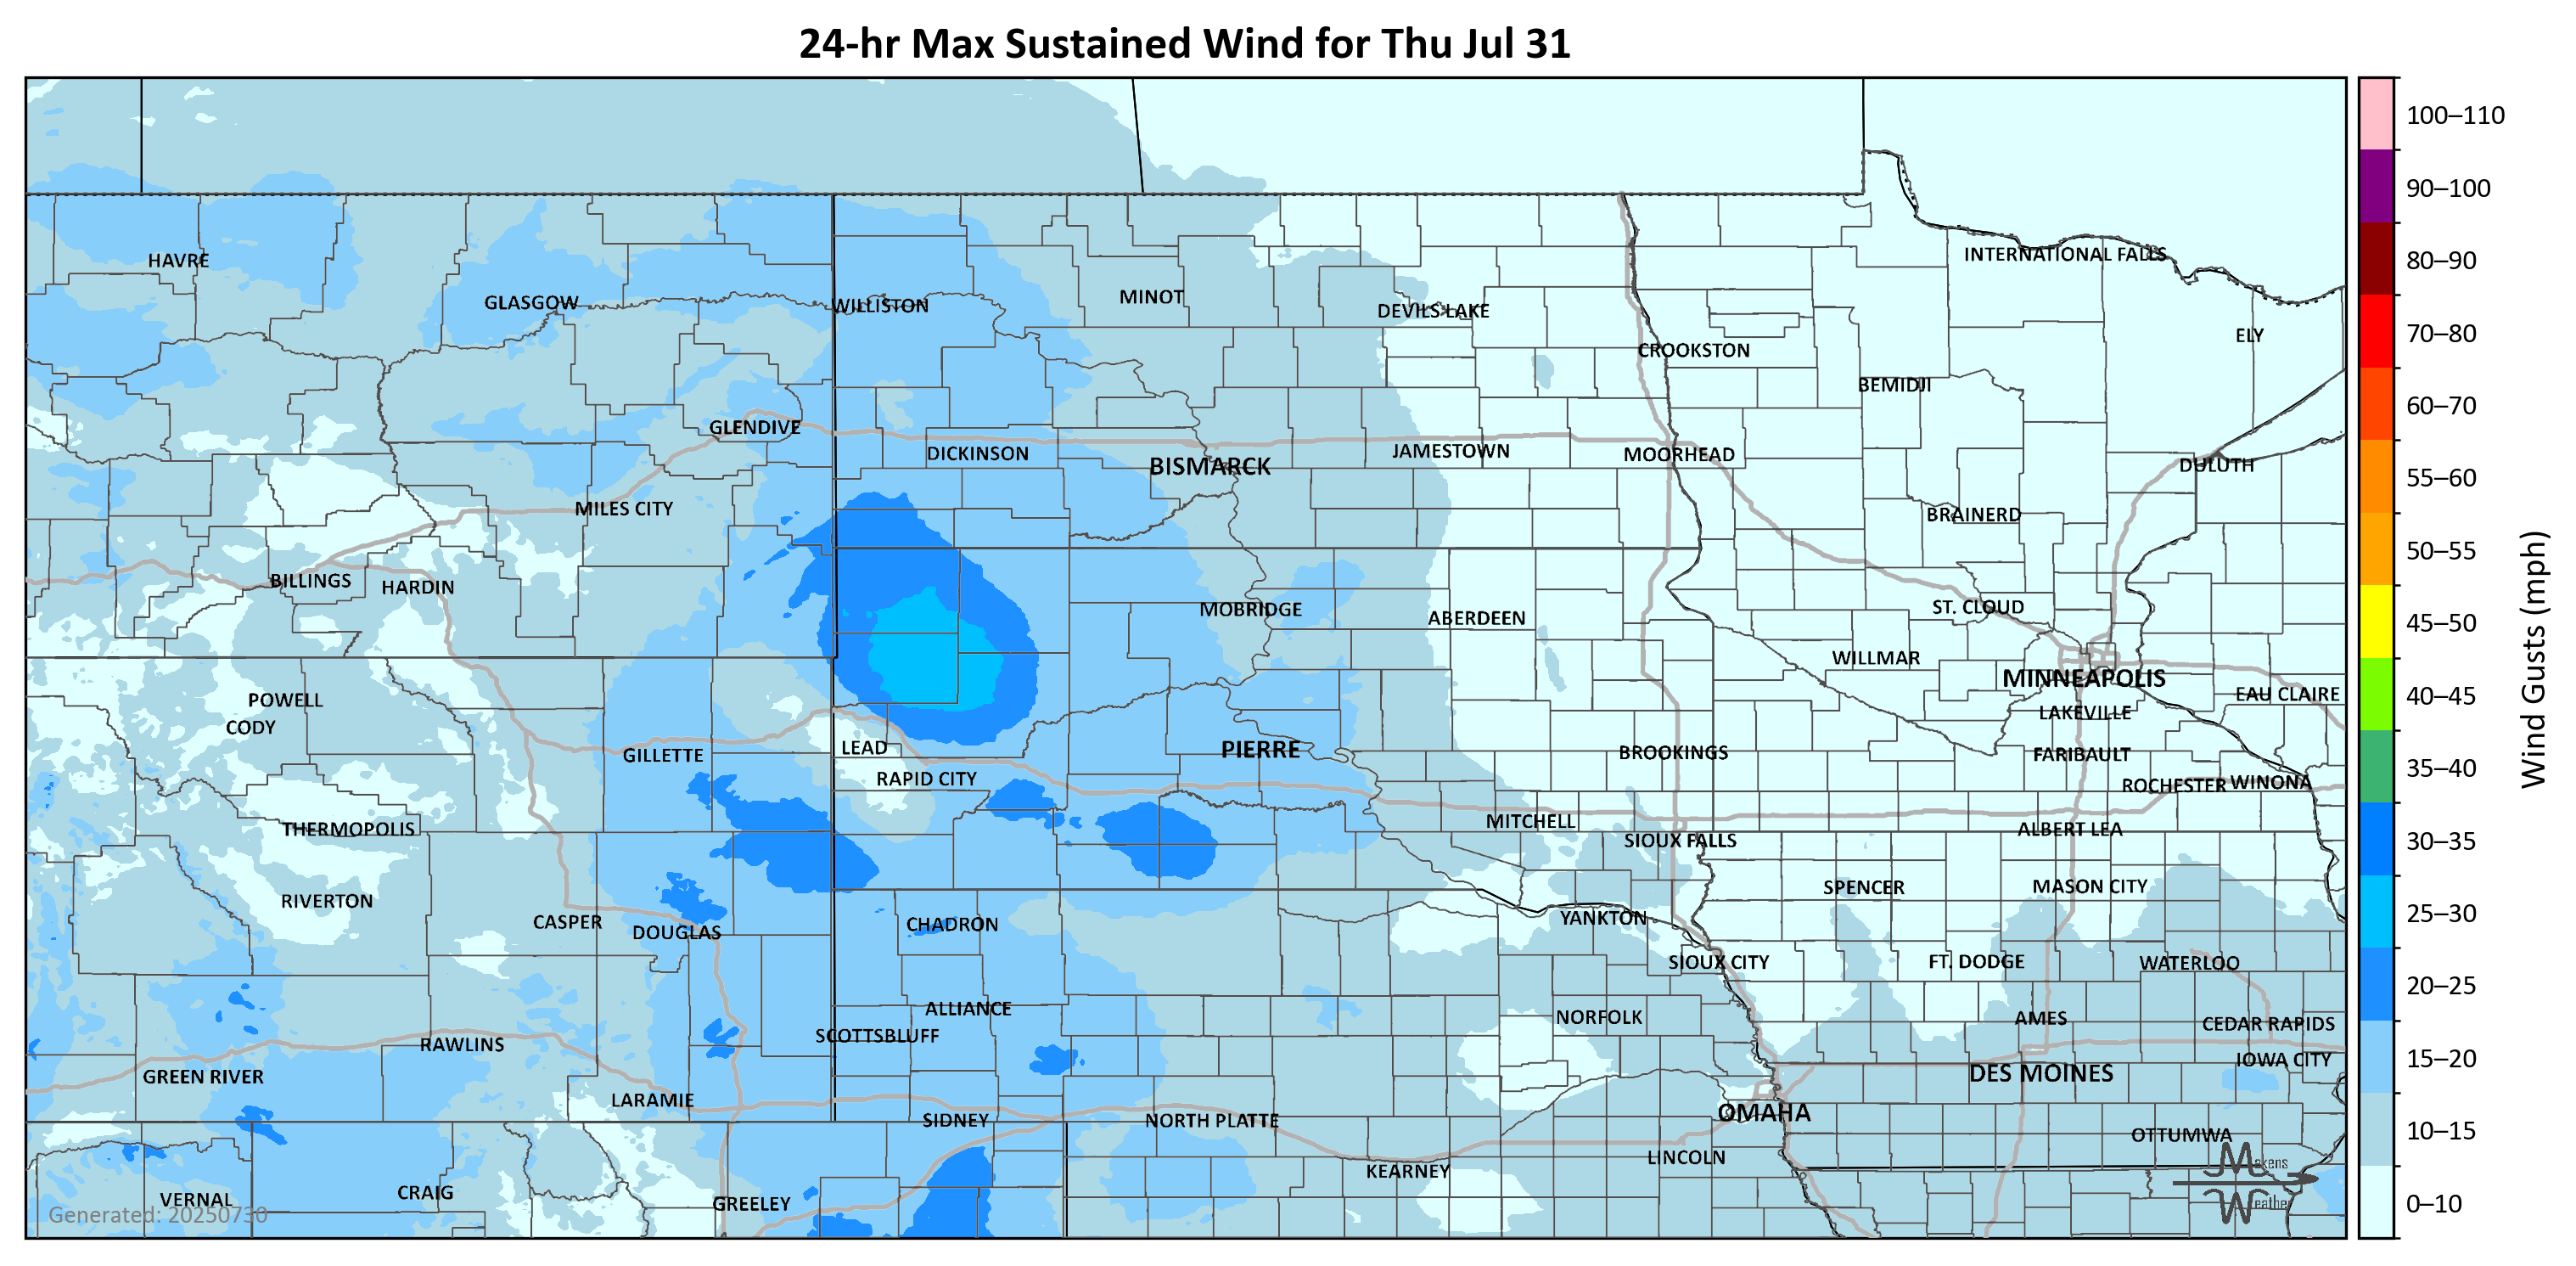 24-hr Max Sustained Wind for Thu Jul 31
100–110
90–100
80–90
70–80
60–70
55–60
50–55
45–50
40–45
35–40
30–35
25–30
20–25
15–20
10–15
0–10
Wind Gusts (mph)
HAVRE
INTERNATIONAL FALLS
GLASGOW
WILLISTON
MINOT
DEVILS LAKE
ELY
CROOKSTON
BEMIDJI
GLENDIVE
DICKINSON
BISMARCK
JAMESTOWN
MOORHEAD
DULUTH
MILES CITY
BRAINERD
BILLINGS
HARDIN
MOBRIDGE
ABERDEEN
ST. CLOUD
WILLMAR
MINNEAPOLIS
EAU CLAIRE
POWELL
CODY
LAKEVILLE
GILLETTE
LEAD
PIERRE
BROOKINGS
FARIBAULT
RAPID CITY
ROCHESTER
WINONA
THERMOPOLIS
MITCHELL
SIOUX FALLS
ALBERT LEA
RIVERTON
SPENCER
MASON CITY
CASPER
DOUGLAS
CHADRON
YANKTON
SIOUX CITY
FT. DODGE
WATERLOO
ALLIANCE
NORFOLK
AMES
CEDAR RAPIDS
SCOTTSBLUFF
RAWLINS
IOWA CITY
GREEN RIVER
DES MOINES
LARAMIE
OMAHA
SIDNEY
NORTH PLATTE
OTTUMWA
LINCOLN
KEARNEY
VERNAL
CRAIG
GREELEY
Generated: 20250730
Makens
Weather